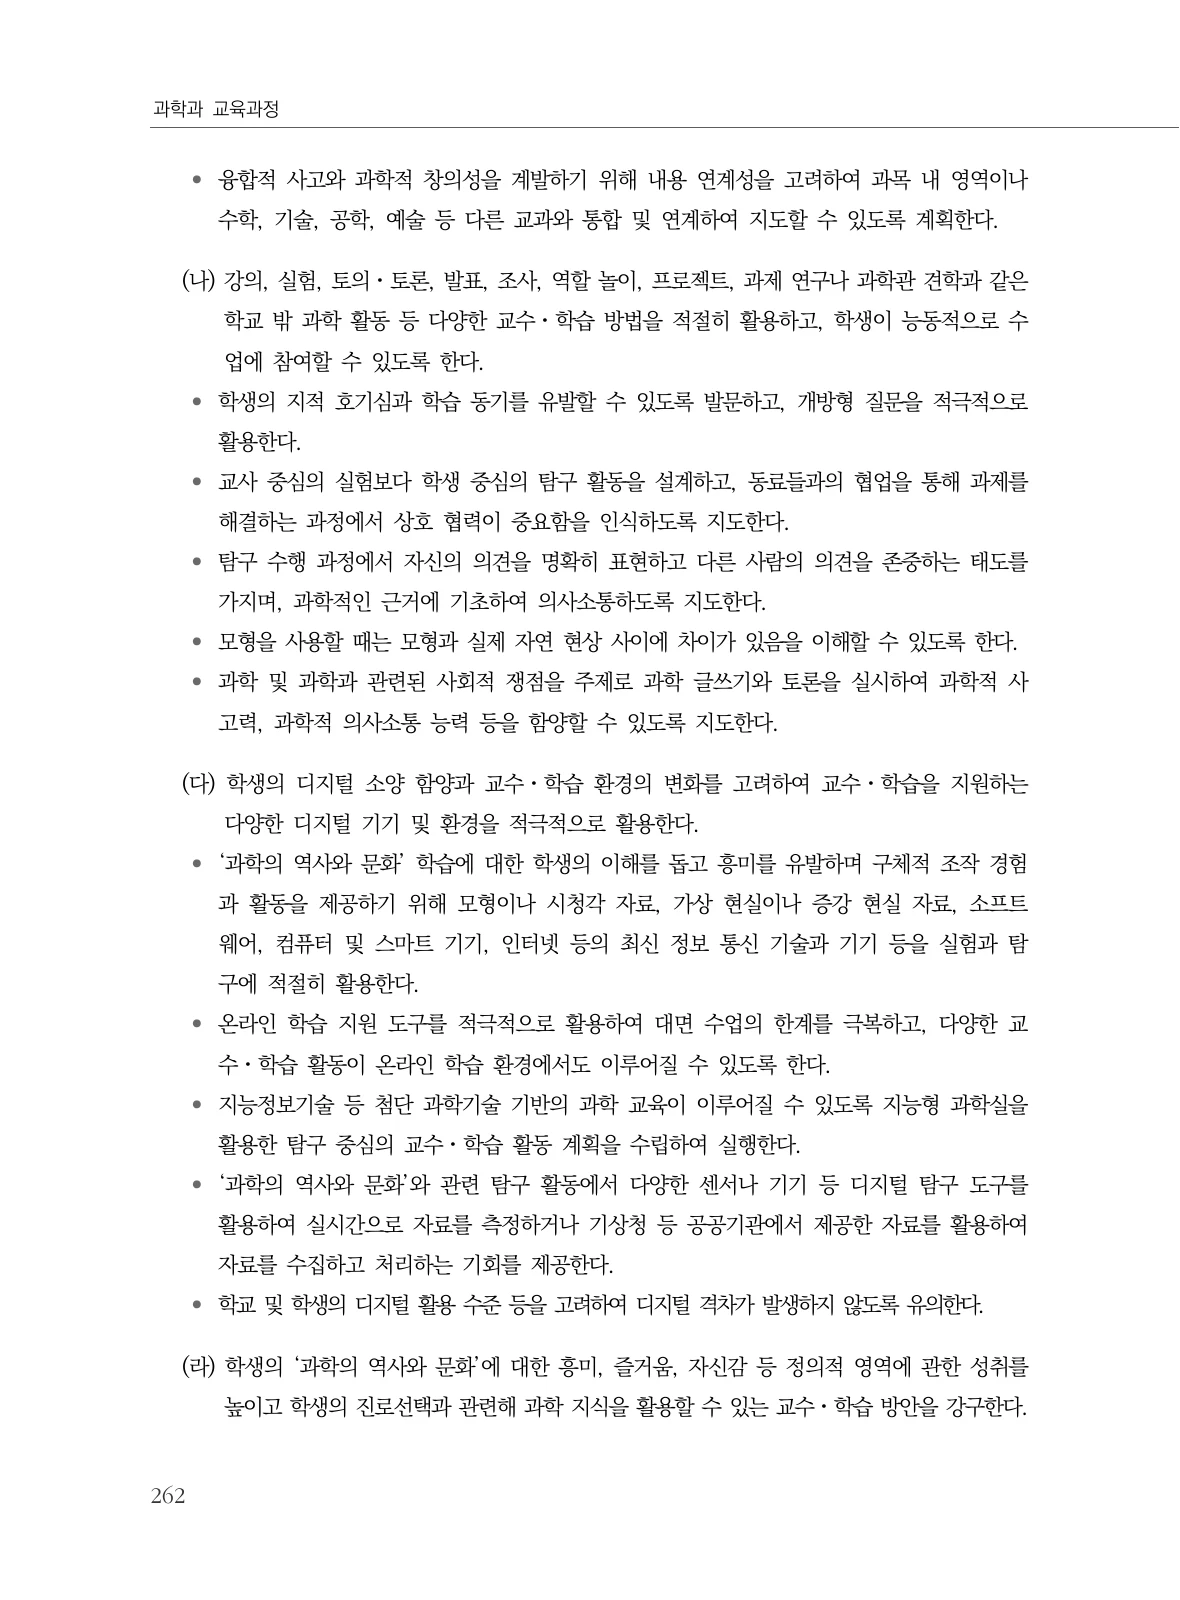 과학과 교육과정
• 융합적 사고와 과학적 창의성을 계발하기 위해 내용 연계성을 고려하여 과목 내 영역이나
수학, 기술, 공학, 예술 등 다른 교과와 통합 및 연계하여 지도할 수 있도록 계획한다.
(나) 강의, 실험, 토의·토론, 발표, 조사, 역할 놀이, 프로젝트, 과제 연구나 과학관 견학과 같은
학교 밖 과학 활동 등 다양한 교수·학습 방법을 적절히 활용하고, 학생이 능동적으로 수
업에 참여할 수 있도록 한다.
• 학생의 지적 호기심과 학습 동기를 유발할 수 있도록 발문하고, 개방형 질문을 적극적으로
활용한다.
• 교사 중심의 실험보다 학생 중심의 탐구 활동을 설계하고, 동료들과의 협업을 통해 과제를
해결하는 과정에서 상호 협력이 중요함을 인식하도록 지도한다.
• 탐구 수행 과정에서 자신의 의견을 명확히 표현하고 다른 사람의 의견을 존중하는 태도를
가지며, 과학적인 근거에 기초하여 의사소통하도록 지도한다.
• 모형을 사용할 때는 모형과 실제 자연 현상 사이에 차이가 있음을 이해할 수 있도록 한다.
• 과학 및 과학과 관련된 사회적 쟁점을 주제로 과학 글쓰기와 토론을 실시하여 과학적 사
고력, 과학적 의사소통 능력 등을 함양할 수 있도록 지도한다.
(다) 학생의 디지털 소양 함양과 교수·학습 환경의 변화를 고려하여 교수·학습을 지원하는
다양한 디지털 기기 및 환경을 적극적으로 활용한다.
• ‘과학의 역사와 문화’ 학습에 대한 학생의 이해를 돕고 흥미를 유발하며 구체적 조작 경험
과 활동을 제공하기 위해 모형이나 시청각 자료, 가상 현실이나 증강 현실 자료, 소프트
웨어, 컴퓨터 및 스마트 기기, 인터넷 등의 최신 정보 통신 기술과 기기 등을 실험과 탐
구에 적절히 활용한다.
• 온라인 학습 지원 도구를 적극적으로 활용하여 대면 수업의 한계를 극복하고, 다양한 교
수·학습 활동이 온라인 학습 환경에서도 이루어질 수 있도록 한다.
• 지능정보기술 등 첨단 과학기술 기반의 과학 교육이 이루어질 수 있도록 지능형 과학실을
활용한 탐구 중심의 교수·학습 활동 계획을 수립하여 실행한다.
• ‘과학의 역사와 문화’와 관련 탐구 활동에서 다양한 센서나 기기 등 디지털 탐구 도구를
활용하여 실시간으로 자료를 측정하거나 기상청 등 공공기관에서 제공한 자료를 활용하여
자료를 수집하고 처리하는 기회를 제공한다.
• 학교 및 학생의 디지털 활용 수준 등을 고려하여 디지털 격차가 발생하지 않도록 유의한다.
(라) 학생의 ‘과학의 역사와 문화’에 대한 흥미, 즐거움, 자신감 등 정의적 영역에 관한 성취를
높이고 학생의 진로선택과 관련해 과학 지식을 활용할 수 있는 교수·학습 방안을 강구한다.
262